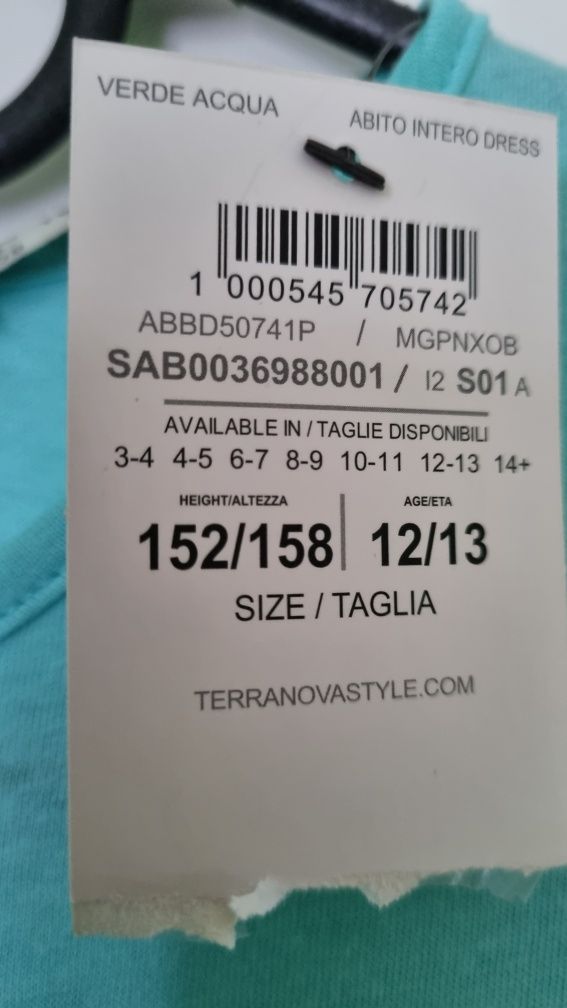 VERDE ACQUA
ABITO INTERO DRESS
1 000545 705742
ABBD50741P / MGPNXOB
SAB0036988001 / I2 S01 A
AVAILABLE IN / TAGLIE DISPONIBILI
3-4 4-5 6-7 8-9 10-11 12-13 14+
HEIGHT/ALTEZZA AGE/ETA
152/158 12/13
SIZE / TAGLIA
TERRANOVASTYLE.COM